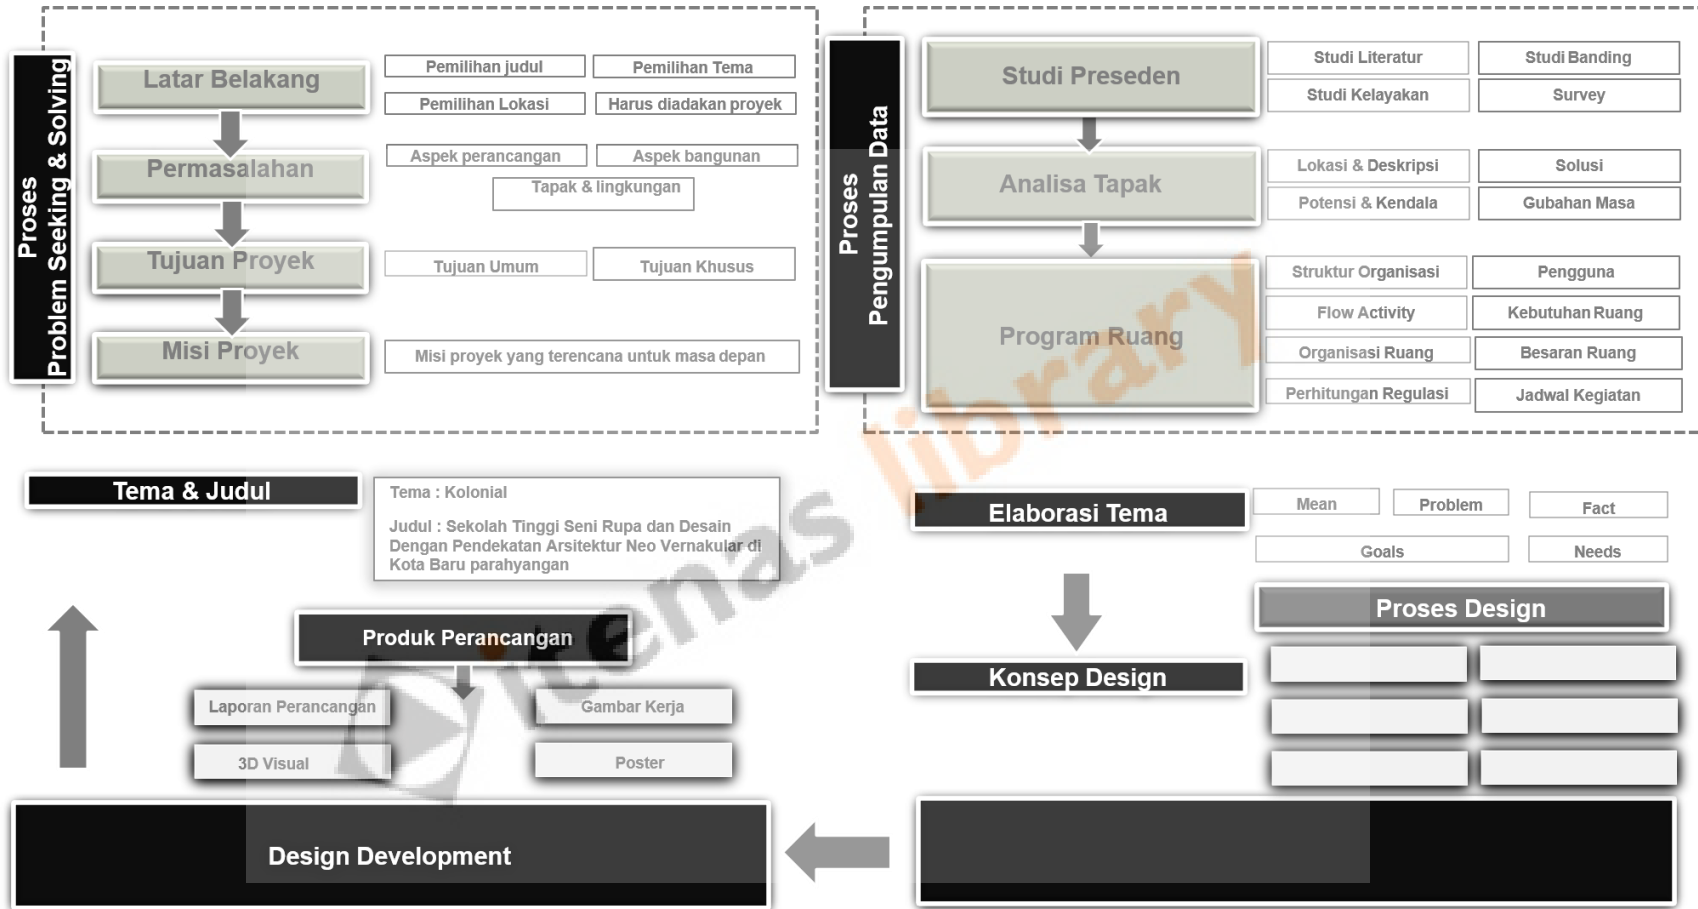 Proses
Problem Seeking & Solving
Latar Belakang
Pemilihan judul
Pemilihan Tema
Pemilihan Lokasi
Harus diadakan proyek
Permasalahan
Aspek perancangan
Aspek bangunan
Tapak & lingkungan
Tujuan Proyek
Tujuan Umum
Tujuan Khusus
Misi Proyek
Misi proyek yang terencana untuk masa depan
Proses
Pengumpulan Data
Studi Preseden
Studi Literatur
Studi Banding
Studi Kelayakan
Survey
Analisa Tapak
Lokasi & Deskripsi
Solusi
Potensi & Kendala
Gubahan Masa
Program Ruang
Struktur Organisasi
Pengguna
Flow Activity
Kebutuhan Ruang
Organisasi Ruang
Besaran Ruang
Perhitungan Regulasi
Jadwal Kegiatan
Tema & Judul
Tema : Kolonial
Judul : Sekolah Tinggi Seni Rupa dan Desain
Dengan Pendekatan Arsitektur Neo Vernakular di
Kota Baru parahyangan
Elaborasi Tema
Mean
Problem
Fact
Goals
Needs
Proses Design
Konsep Design
Produk Perancangan
Laporan Perancangan
Gambar Kerja
3D Visual
Poster
Design Development
itenas library